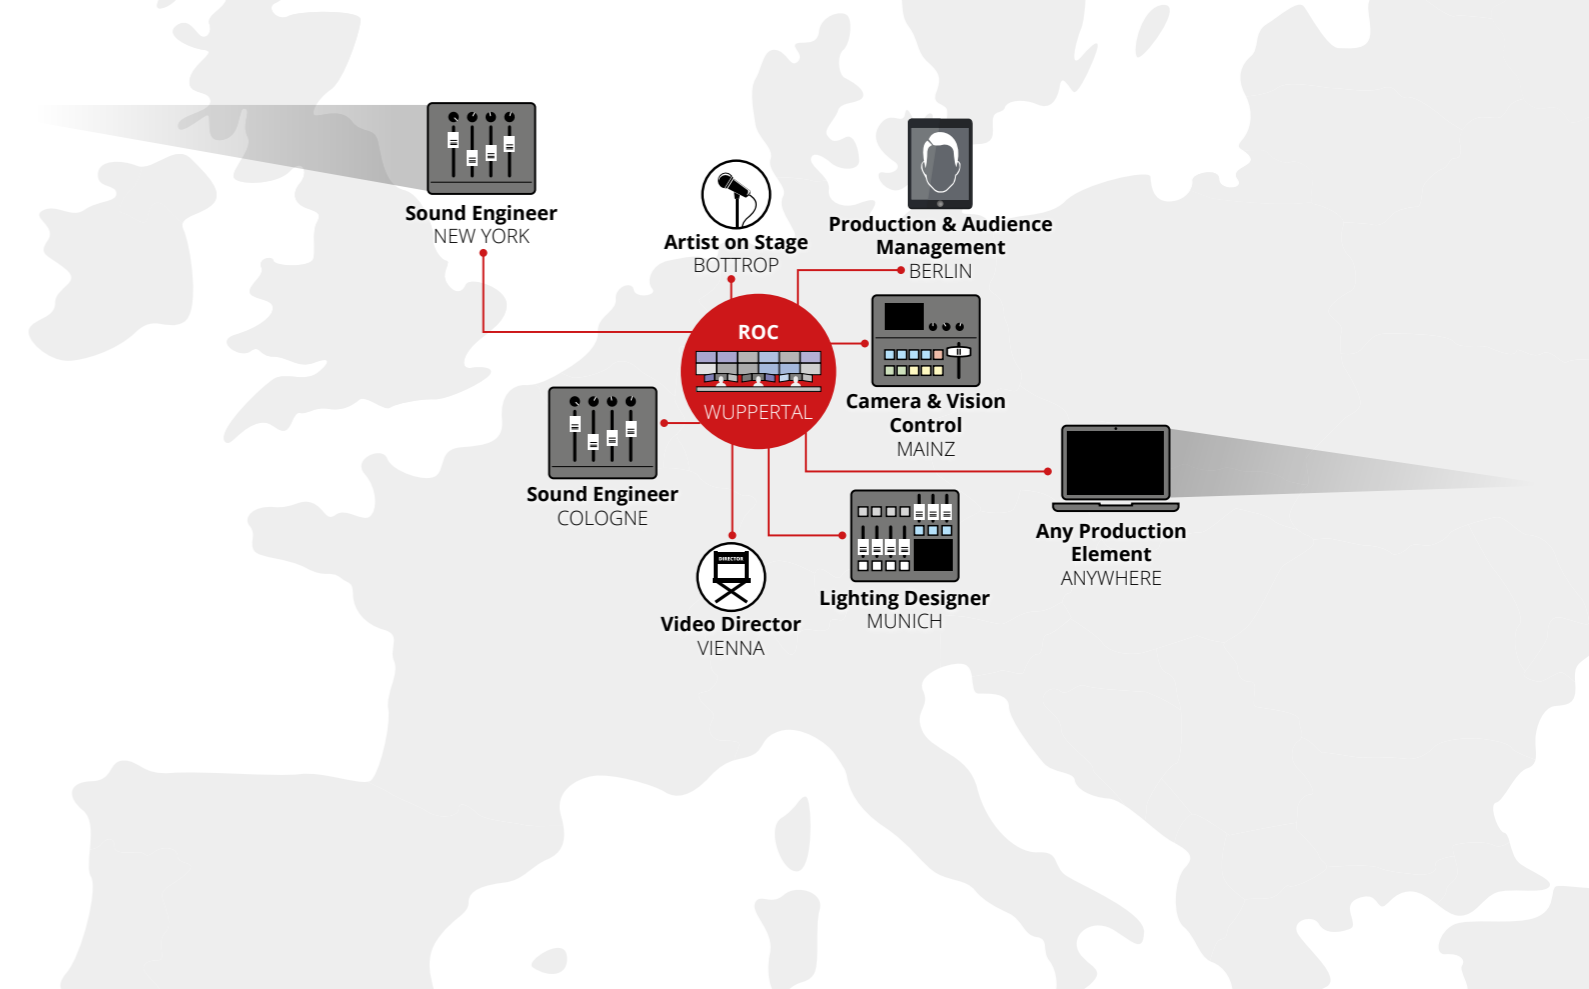 Sound Engineer
NEW YORK
Artist on Stage
BOTTROP
Production & Audience
Management
BERLIN
ROC
WUPPERTAL
Camera & Vision
Control
MAINZ
Sound Engineer
COLOGNE
Any Production
Element
ANYWHERE
DIRECTOR
Video Director
VIENNA
Lighting Designer
MUNICH